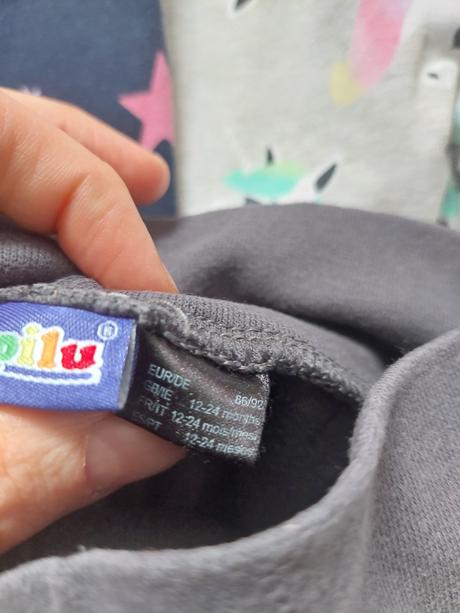 pilu®
EUR/DE 86/92
GB/IE 12-24 months
FR/IT 12-24 mois/mesi
ES/PT 12-24 meses